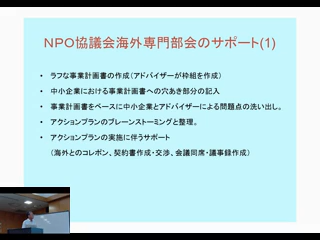 NPO協議会海外専門部会のサポート(1)
• ラフな事業計画書の作成(アドバイザーが枠組を作成)
• 中小企業における事業計画書への穴あき部分の記入
• 事業計画書をベースに中小企業とアドバイザーによる問題点の洗い出し。
• アクションプランのブレーンストーミングと整理。
• アクションプランの実施に伴うサポート
(海外とのコレポン、契約書作成・交渉、会議同席・議事録作成)